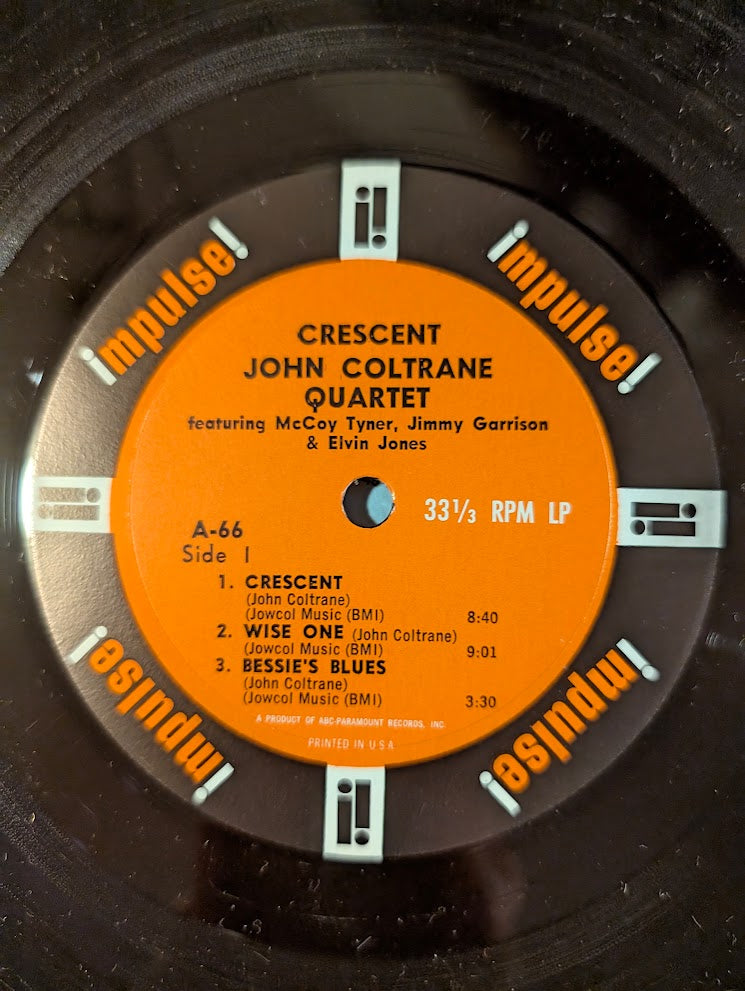 impulse!
impulse!
i!
CRESCENT
JOHN COLTRANE
QUARTET
featuring McCoy Tyner, Jimmy Garrison
& Elvin Jones
i!
33⅓ RPM LP
i!
A-66
Side 1
1. CRESCENT
(John Coltrane)
(Jowcol Music (BMI) 8:40
2. WISE ONE (John Coltrane)
(Jowcol Music (BMI) 9:01
3. BESSIE'S BLUES
(John Coltrane)
(Jowcol Music (BMI) 3:30
A PRODUCT OF ABC-PARAMOUNT RECORDS, INC.
PRINTED IN U S A
impulse!
impulse!
i!